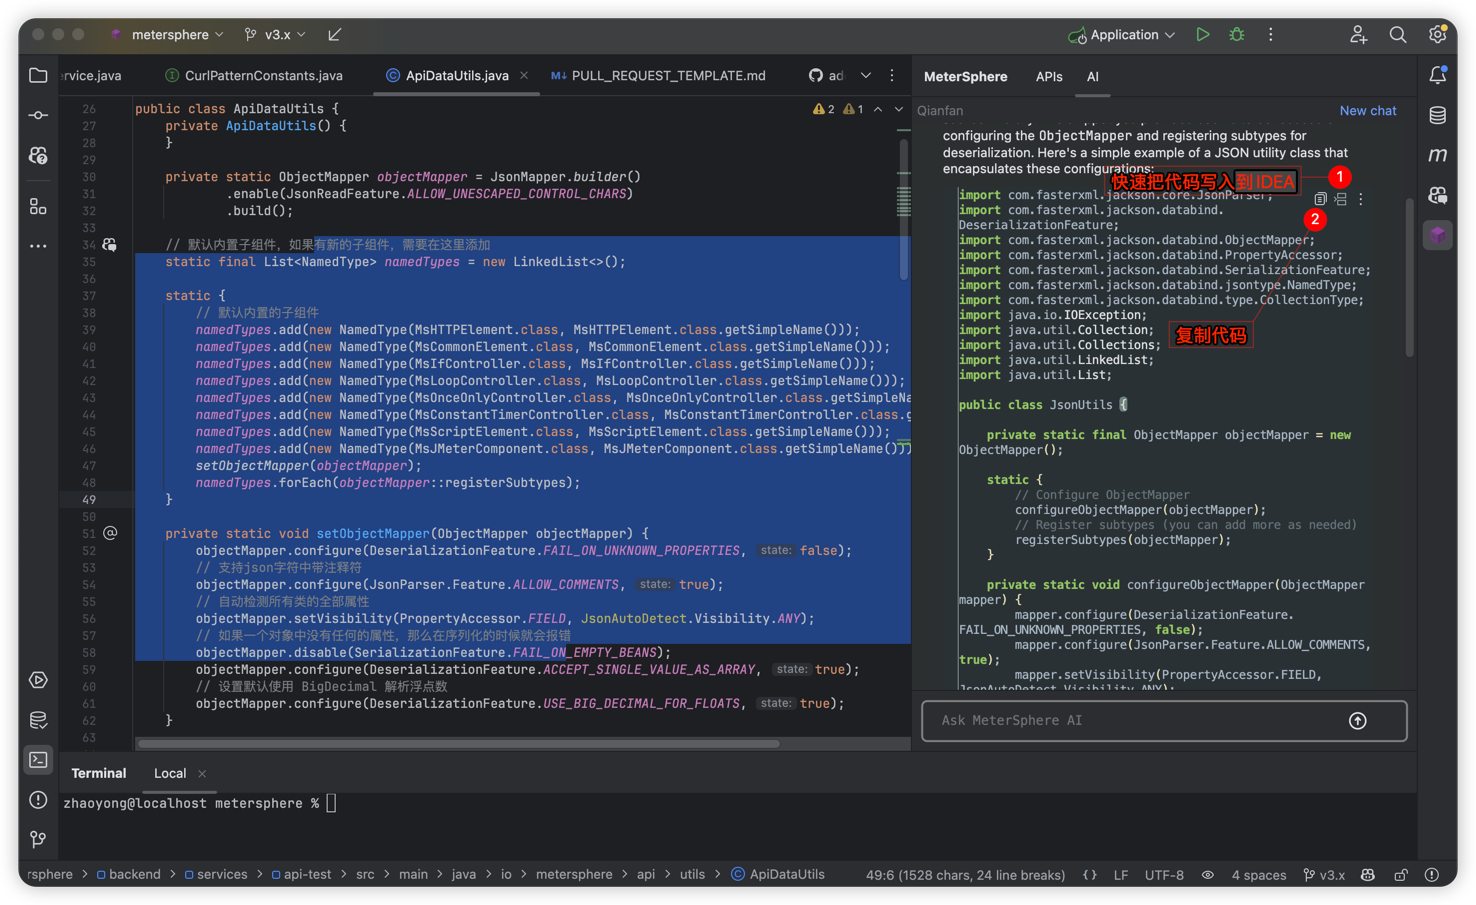 metersphere
v3.x
Application
rvice.java
CurlPatternConstants.java
ApiDataUtils.java
PULL_REQUEST_TEMPLATE.md
ad
26 public class ApiDataUtils {
2 1
27 private ApiDataUtils() {
28 }
29
30 private static ObjectMapper objectMapper = JsonMapper.builder()
31 .enable(JsonReadFeature.ALLOW_UNESCAPED_CONTROL_CHARS)
32 .build();
33
34 // 默认内置子组件，如果有新的子组件，需要在这里添加
35 static final List<NamedType> namedTypes = new LinkedList<>();
36
37 static {
38 // 默认内置的子组件
39 namedTypes.add(new NamedType(MsHTTPElement.class, MsHTTPElement.class.getSimpleName()));
40 namedTypes.add(new NamedType(MsCommonElement.class, MsCommonElement.class.getSimpleName()));
41 namedTypes.add(new NamedType(MsIfController.class, MsIfController.class.getSimpleName()));
42 namedTypes.add(new NamedType(MsLoopController.class, MsLoopController.class.getSimpleName()));
43 namedTypes.add(new NamedType(MsOnceOnlyController.class, MsOnceOnlyController.class.getSimpleNa
44 namedTypes.add(new NamedType(MsConstantTimerController.class, MsConstantTimerController.class.g
45 namedTypes.add(new NamedType(MsScriptElement.class, MsScriptElement.class.getSimpleName()));
46 namedTypes.add(new NamedType(MsJMeterComponent.class, MsJMeterComponent.class.getSimpleName()))
47 setObjectMapper(objectMapper);
48 namedTypes.forEach(objectMapper::registerSubtypes);
49 }
50
51 private static void setObjectMapper(ObjectMapper objectMapper) {
52 objectMapper.configure(DeserializationFeature.FAIL_ON_UNKNOWN_PROPERTIES, state: false);
53 // 支持json字符中带注释符
54 objectMapper.configure(JsonParser.Feature.ALLOW_COMMENTS, state: true);
55 // 自动检测所有类的全部属性
56 objectMapper.setVisibility(PropertyAccessor.FIELD, JsonAutoDetect.Visibility.ANY);
57 // 如果一个对象中没有任何的属性，那么在序列化的时候就会报错
58 objectMapper.disable(SerializationFeature.FAIL_ON_EMPTY_BEANS);
59 objectMapper.configure(DeserializationFeature.ACCEPT_SINGLE_VALUE_AS_ARRAY, state: true);
60 // 设置默认使用 BigDecimal 解析浮点数
61 objectMapper.configure(DeserializationFeature.USE_BIG_DECIMAL_FOR_FLOATS, state: true);
62 }
63
MeterSphere
APIs
AI
Qianfan
New chat
configuring the ObjectMapper and registering subtypes for
deserialization. Here's a simple example of a JSON utility class that
encapsulates these configurations:
快速把代码写入到 IDEA
1
import com.fasterxml.jackson.core.JsonParser;
import com.fasterxml.jackson.databind.
2
DeserializationFeature;
import com.fasterxml.jackson.databind.ObjectMapper;
import com.fasterxml.jackson.databind.PropertyAccessor;
import com.fasterxml.jackson.databind.SerializationFeature;
import com.fasterxml.jackson.databind.jsontype.NamedType;
import com.fasterxml.jackson.databind.type.CollectionType;
import java.io.IOException;
import java.util.Collection;
复制代码
import java.util.Collections;
import java.util.LinkedList;
import java.util.List;
public class JsonUtils {
private static final ObjectMapper objectMapper = new
ObjectMapper();
static {
// Configure ObjectMapper
configureObjectMapper(objectMapper);
// Register subtypes (you can add more as needed)
registerSubtypes(objectMapper);
}
private static void configureObjectMapper(ObjectMapper
mapper) {
mapper.configure(DeserializationFeature.
FAIL_ON_UNKNOWN_PROPERTIES, false);
mapper.configure(JsonParser.Feature.ALLOW_COMMENTS,
true);
mapper.setVisibility(PropertyAccessor.FIELD,
JsonAutoDetect.Visibility.ANY);
Ask MeterSphere AI
Terminal
Local
zhaoyong@localhost metersphere %
rsphere > backend > services > api-test > src > main > java > io > metersphere > api > utils > ApiDataUtils
49:6 (1528 chars, 24 line breaks)
{}
LF
UTF-8
4 spaces
v3.x